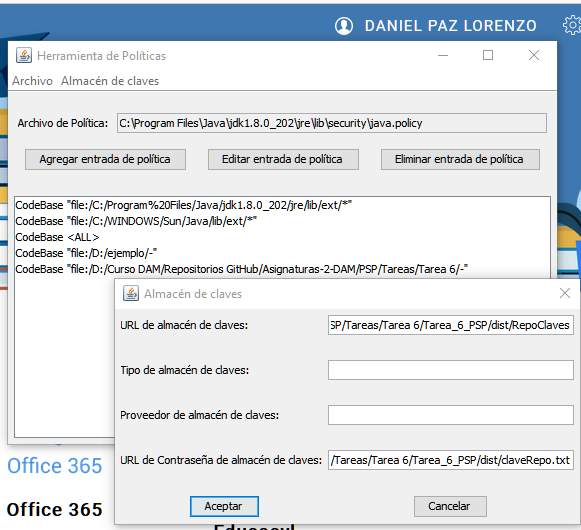 DANIEL PAZ LORENZO
Herramienta de Políticas
Archivo Almacén de claves
Archivo de Política: C:\Program Files\Java\jdk1.8.0_202\jre\lib\security\java.policy
Agregar entrada de política Editar entrada de política Eliminar entrada de política
CodeBase "file:/C:/Program%20Files/Java/jdk1.8.0_202/jre/lib/ext/*"
CodeBase "file:/C:/WINDOWS/Sun/Java/lib/ext/*"
CodeBase <ALL>
CodeBase "file:/D:/ejemplo/-"
CodeBase "file:/D:/Curso DAM/Repositorios GitHub/Asignaturas-2-DAM/PSP/Tareas/Tarea 6/-"
Almacén de claves
URL de almacén de claves: SP/Tareas/Tarea 6/Tarea_6_PSP/dist/RepoClaves
Tipo de almacén de claves:
Proveedor de almacén de claves:
URL de Contraseña de almacén de claves: /Tareas/Tarea 6/Tarea_6_PSP/dist/claveRepo.txt
Aceptar Cancelar
Office 365
Office 365